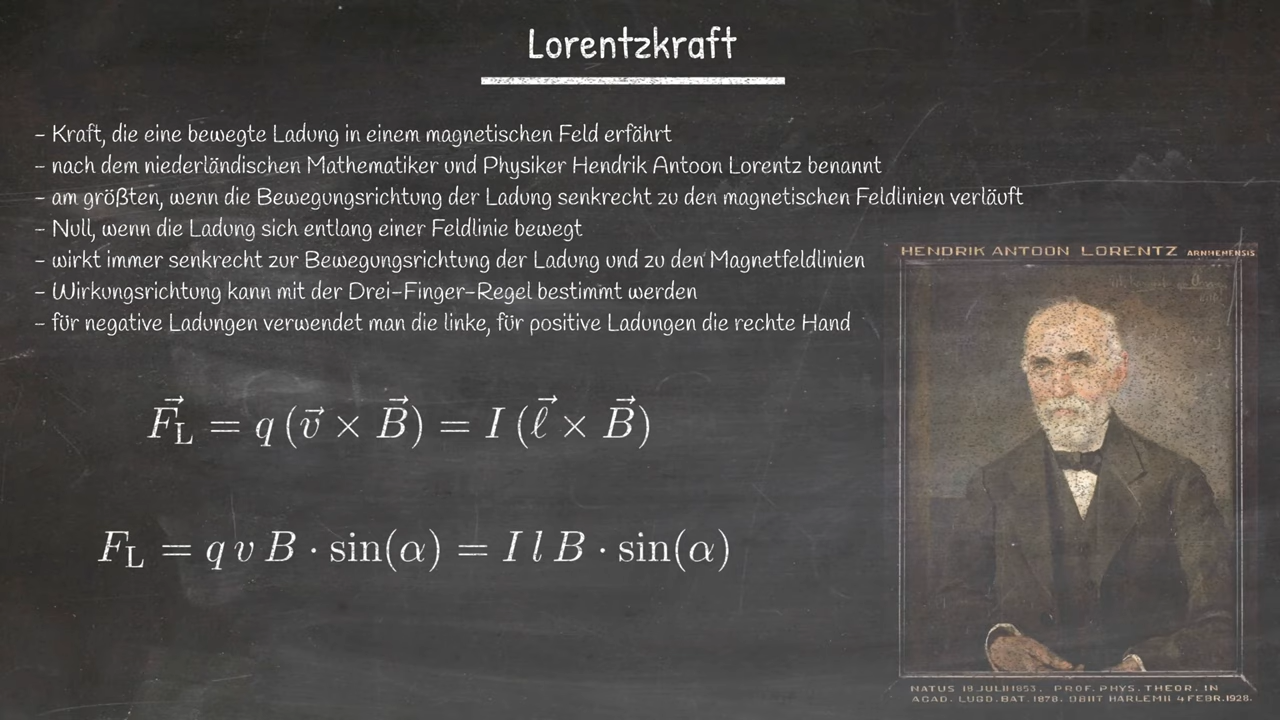 Lorentzkraft
- Kraft, die eine bewegte Ladung in einem magnetischen Feld erfährt
- nach dem niederländischen Mathematiker und Physiker Hendrik Antoon Lorentz benannt
- am größten, wenn die Bewegungsrichtung der Ladung senkrecht zu den magnetischen Feldlinien verläuft
- Null, wenn die Ladung sich entlang einer Feldlinie bewegt
- wirkt immer senkrecht zur Bewegungsrichtung der Ladung und zu den Magnetfeldlinien
- Wirkungsrichtung kann mit der Drei-Finger-Regel bestimmt werden
- für negative Ladungen verwendet man die linke, für positive Ladungen die rechte Hand
F⃗_L = q (v⃗ × B⃗) = I (ℓ⃗ × B⃗)
F_L = q v B · sin(α) = I l B · sin(α)
HENDRIK ANTOON LORENTZ ARNHEMENSIS
NATUS 18 JULII 1853. PROF. PHYS. THEOR. IN
ACAD. LUGD. BAT. 1878. OBIIT HARLEMII 4 FEBR. 1928.